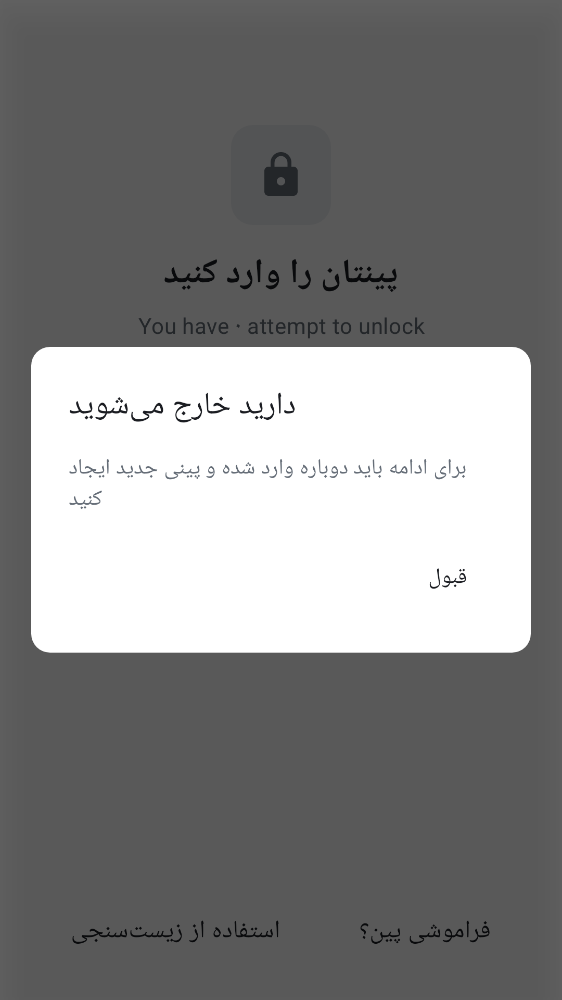 پینتان را وارد کنید
You have · attempt to unlock
دارید خارج می‌شوید
برای ادامه باید دوباره وارد شده و پینی جدید ایجاد
کنید
قبول
فراموشی پین؟
استفاده از زیست‌سنجی